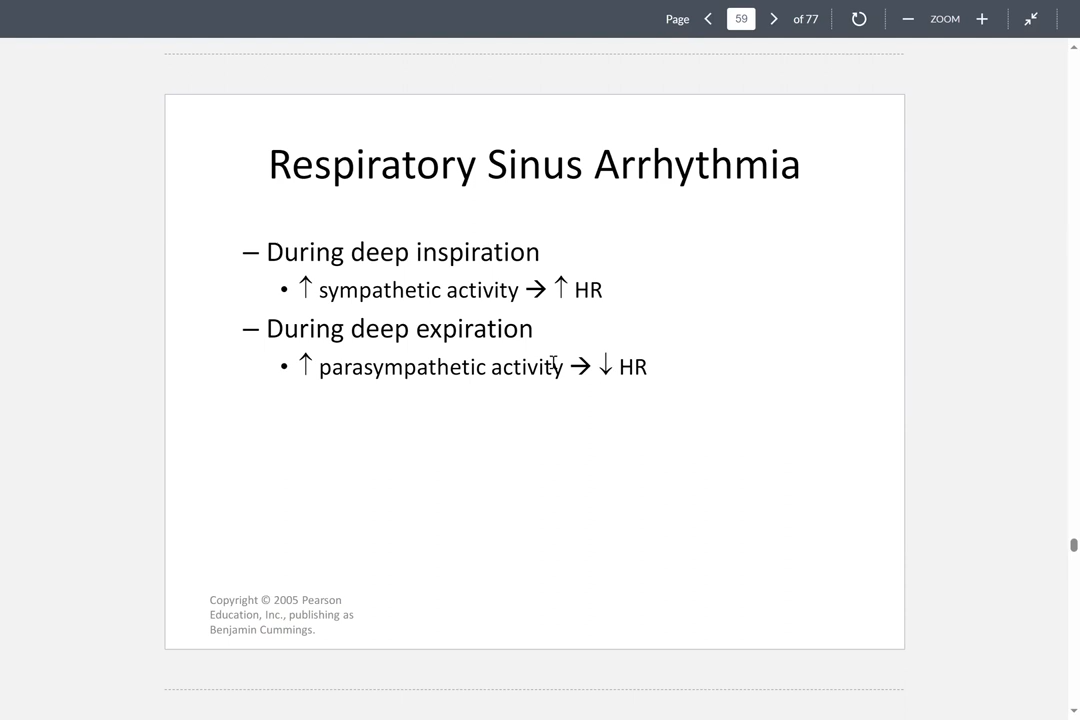 Page 59 of 77 ZOOM
Respiratory Sinus Arrhythmia
– During deep inspiration
• ↑ sympathetic activity → ↑ HR
– During deep expiration
• ↑ parasympathetic activity → ↓ HR
Copyright © 2005 Pearson
Education, Inc., publishing as
Benjamin Cummings.